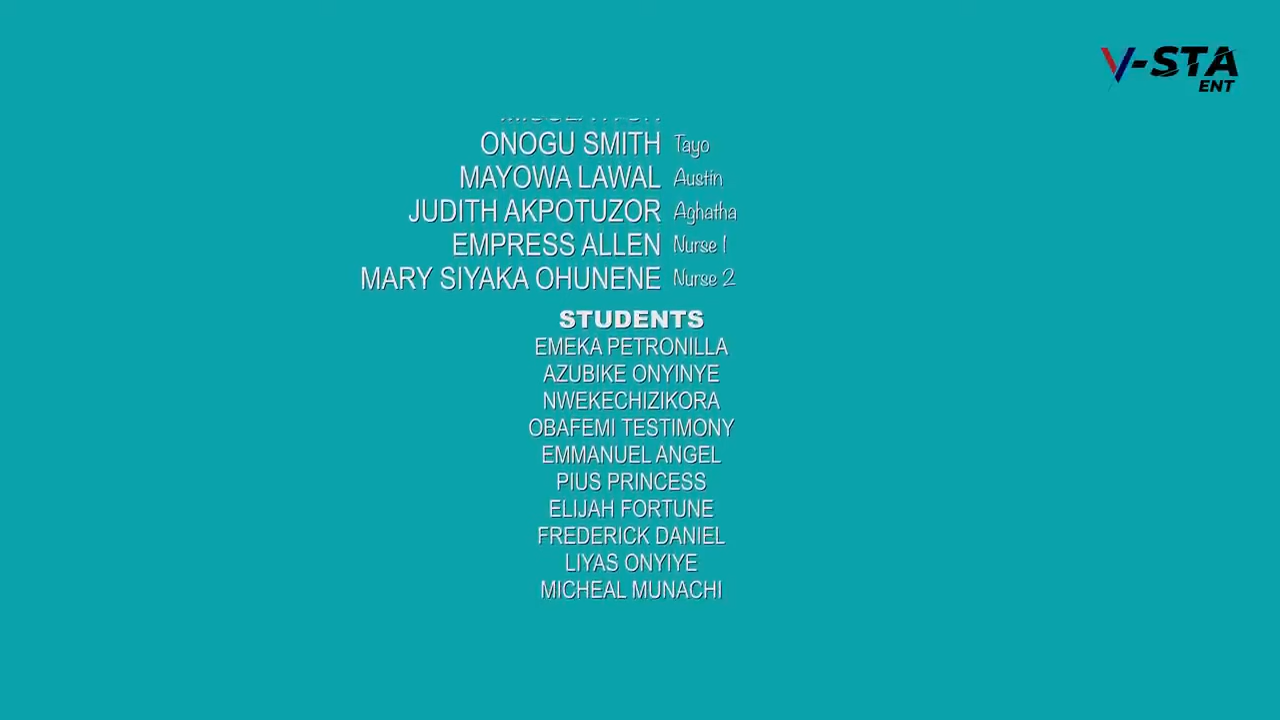 V-STA
ENT
ONOGU SMITH Tayo
MAYOWA LAWAL Austin
JUDITH AKPOTUZOR Aghatha
EMPRESS ALLEN Nurse 1
MARY SIYAKA OHUNENE Nurse 2
STUDENTS
EMEKA PETRONILLA
AZUBIKE ONYINYE
NWEKECHIZIKORA
OBAFEMI TESTIMONY
EMMANUEL ANGEL
PIUS PRINCESS
ELIJAH FORTUNE
FREDERICK DANIEL
LIYAS ONYIYE
MICHEAL MUNACHI